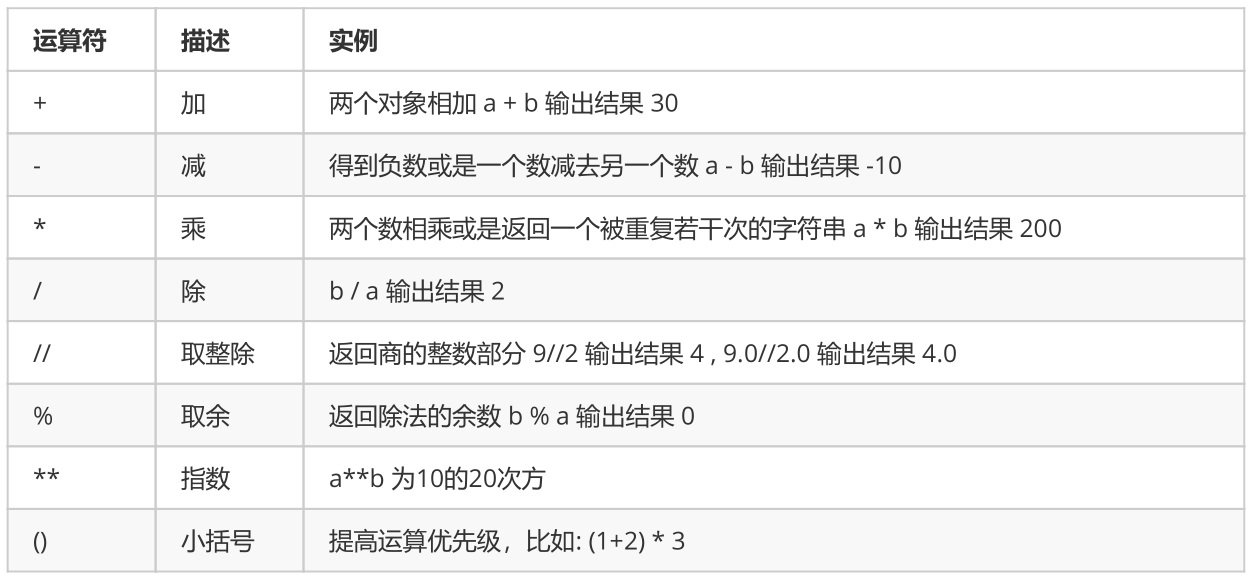 运算符 描述 实例
+ 加 两个对象相加 a + b 输出结果 30
- 减 得到负数或是一个数减去另一个数 a - b 输出结果 -10
* 乘 两个数相乘或是返回一个被重复若干次的字符串 a * b 输出结果 200
/ 除 b / a 输出结果 2
// 取整除 返回商的整数部分 9//2 输出结果 4 , 9.0//2.0 输出结果 4.0
% 取余 返回除法的余数 b % a 输出结果 0
** 指数 a**b 为10的20次方
() 小括号 提高运算优先级，比如: (1+2) * 3